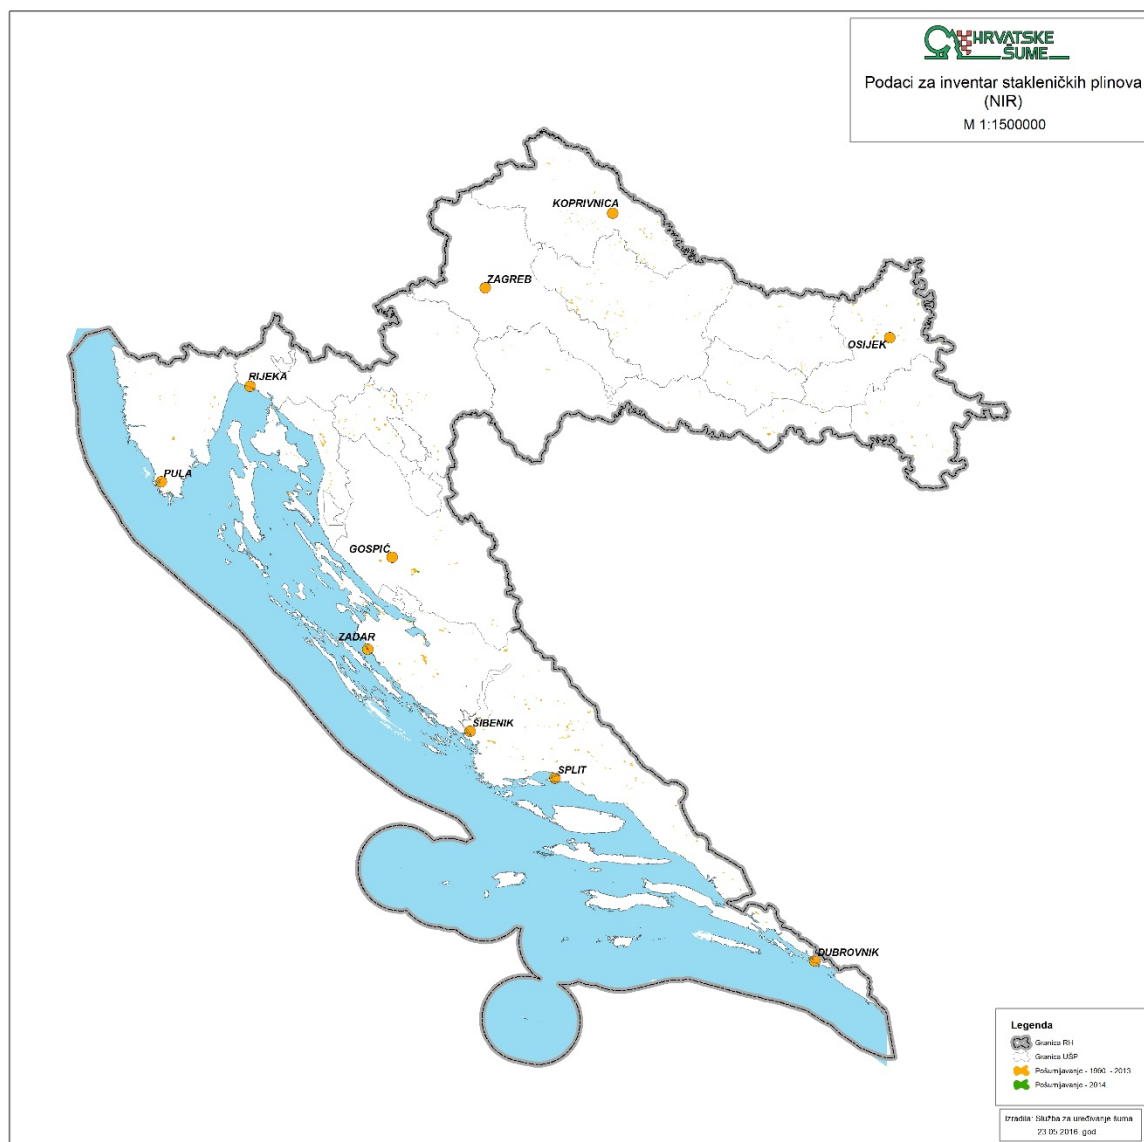 HRVATSKE
ŠUME
Podaci za inventar stakleničkih plinova
(NIR)
M 1:1500000
KOPRIVNICA
ZAGREB
OSIJEK
RIJEKA
PULA
GOSPIĆ
ZADAR
ŠIBENIK
SPLIT
DUBROVNIK
Legenda
Granica RH
Granica UŠP
Pošumljavanje - 1990. - 2013.
Pošumljavanje - 2014.
Izradila: Služba za uređivanje šuma
23.05.2016. god.